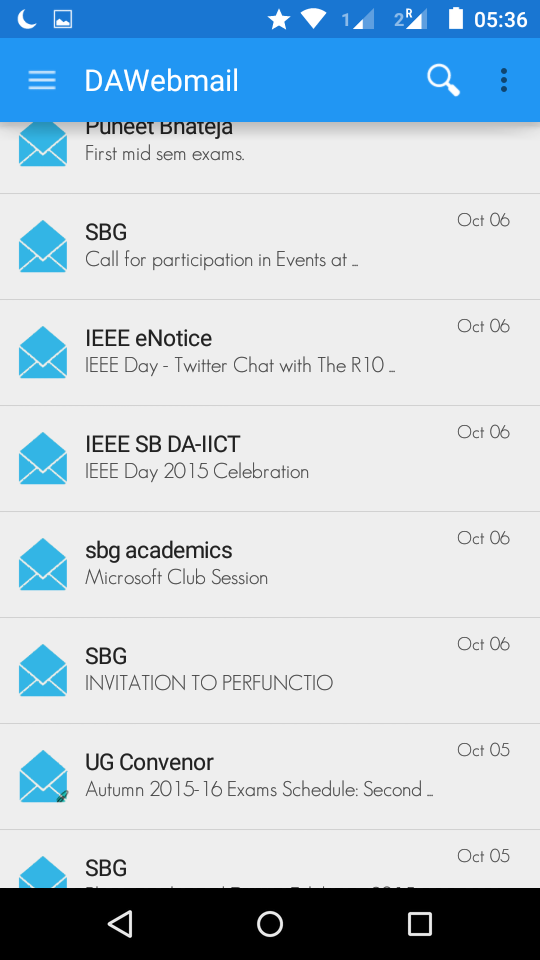 1 2 R 05:36
DAWebmail
Puneet Bhateja
First mid sem exams.
Oct 06
SBG
Call for participation in Events at ...
Oct 06
IEEE eNotice
IEEE Day - Twitter Chat with The R10 ...
Oct 06
IEEE SB DA-IICT
IEEE Day 2015 Celebration
Oct 06
sbg academics
Microsoft Club Session
Oct 06
SBG
INVITATION TO PERFUNCTIO
Oct 05
UG Convenor
Autumn 2015-16 Exams Schedule: Second ...
Oct 05
SBG